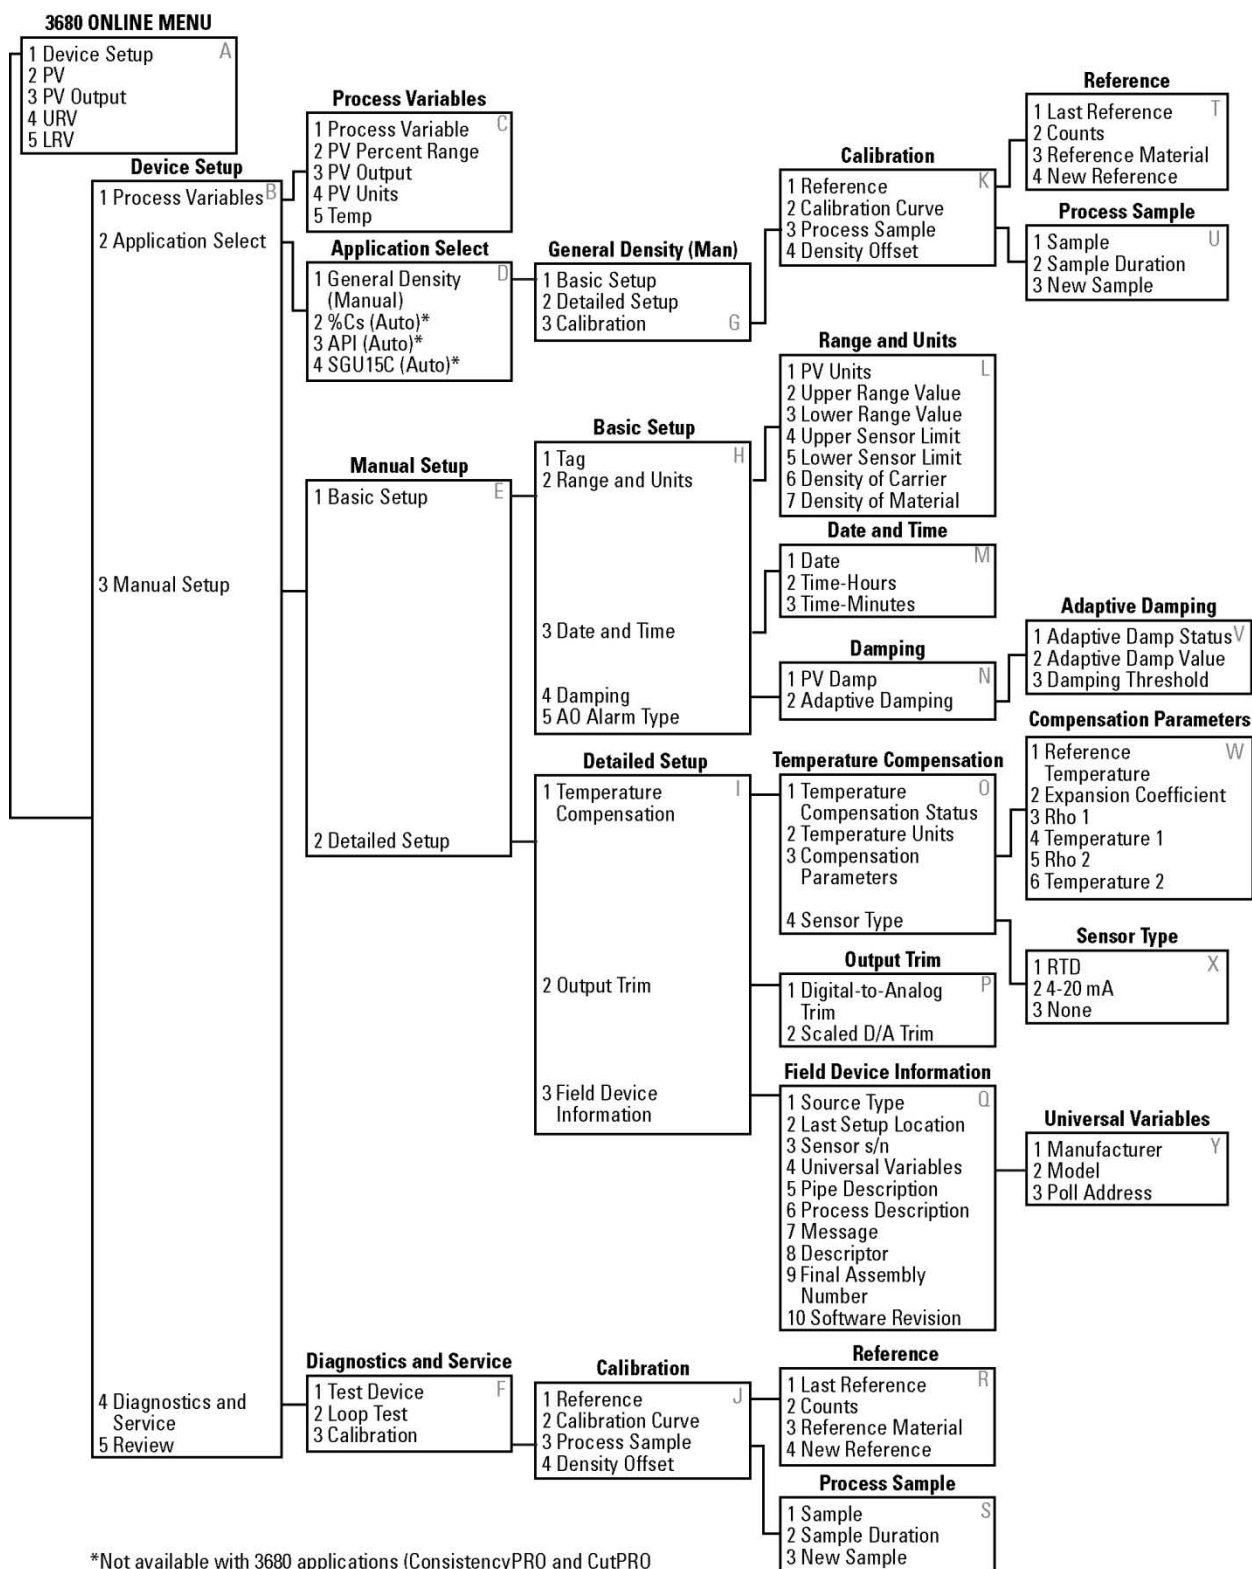 3680 ONLINE MENU
A
1 Device Setup
2 PV
3 PV Output
4 URV
5 LRV
Device Setup
B
1 Process Variables
2 Application Select
3 Manual Setup
4 Diagnostics and
Service
5 Review
Process Variables
C
1 Process Variable
2 PV Percent Range
3 PV Output
4 PV Units
5 Temp
Application Select
D
1 General Density
(Manual)
2 %Cs (Auto)*
3 API (Auto)*
4 SGU15C (Auto)*
General Density (Man)
1 Basic Setup
2 Detailed Setup
3 Calibration
G
Calibration
K
1 Reference
2 Calibration Curve
3 Process Sample
4 Density Offset
Reference
T
1 Last Reference
2 Counts
3 Reference Material
4 New Reference
Process Sample
U
1 Sample
2 Sample Duration
3 New Sample
Manual Setup
E
1 Basic Setup
2 Detailed Setup
Basic Setup
H
1 Tag
2 Range and Units
3 Date and Time
4 Damping
5 AO Alarm Type
Range and Units
L
1 PV Units
2 Upper Range Value
3 Lower Range Value
4 Upper Sensor Limit
5 Lower Sensor Limit
6 Density of Carrier
7 Density of Material
Date and Time
M
1 Date
2 Time-Hours
3 Time-Minutes
Damping
N
1 PV Damp
2 Adaptive Damping
Adaptive Damping
V
1 Adaptive Damp Status
2 Adaptive Damp Value
3 Damping Threshold
Detailed Setup
I
1 Temperature
Compensation
2 Output Trim
3 Field Device
Information
Temperature Compensation
O
1 Temperature
Compensation Status
2 Temperature Units
3 Compensation
Parameters
4 Sensor Type
Compensation Parameters
W
1 Reference
Temperature
2 Expansion Coefficient
3 Rho 1
4 Temperature 1
5 Rho 2
6 Temperature 2
Sensor Type
X
1 RTD
2 4-20 mA
3 None
Output Trim
P
1 Digital-to-Analog
Trim
2 Scaled D/A Trim
Field Device Information
Q
1 Source Type
2 Last Setup Location
3 Sensor s/n
4 Universal Variables
5 Pipe Description
6 Process Description
7 Message
8 Descriptor
9 Final Assembly
Number
10 Software Revision
Universal Variables
Y
1 Manufacturer
2 Model
3 Poll Address
Diagnostics and Service
F
1 Test Device
2 Loop Test
3 Calibration
Calibration
J
1 Reference
2 Calibration Curve
3 Process Sample
4 Density Offset
Reference
R
1 Last Reference
2 Counts
3 Reference Material
4 New Reference
Process Sample
S
1 Sample
2 Sample Duration
3 New Sample
*Not available with 3680 applications (ConsistencyPRO and CutPRO